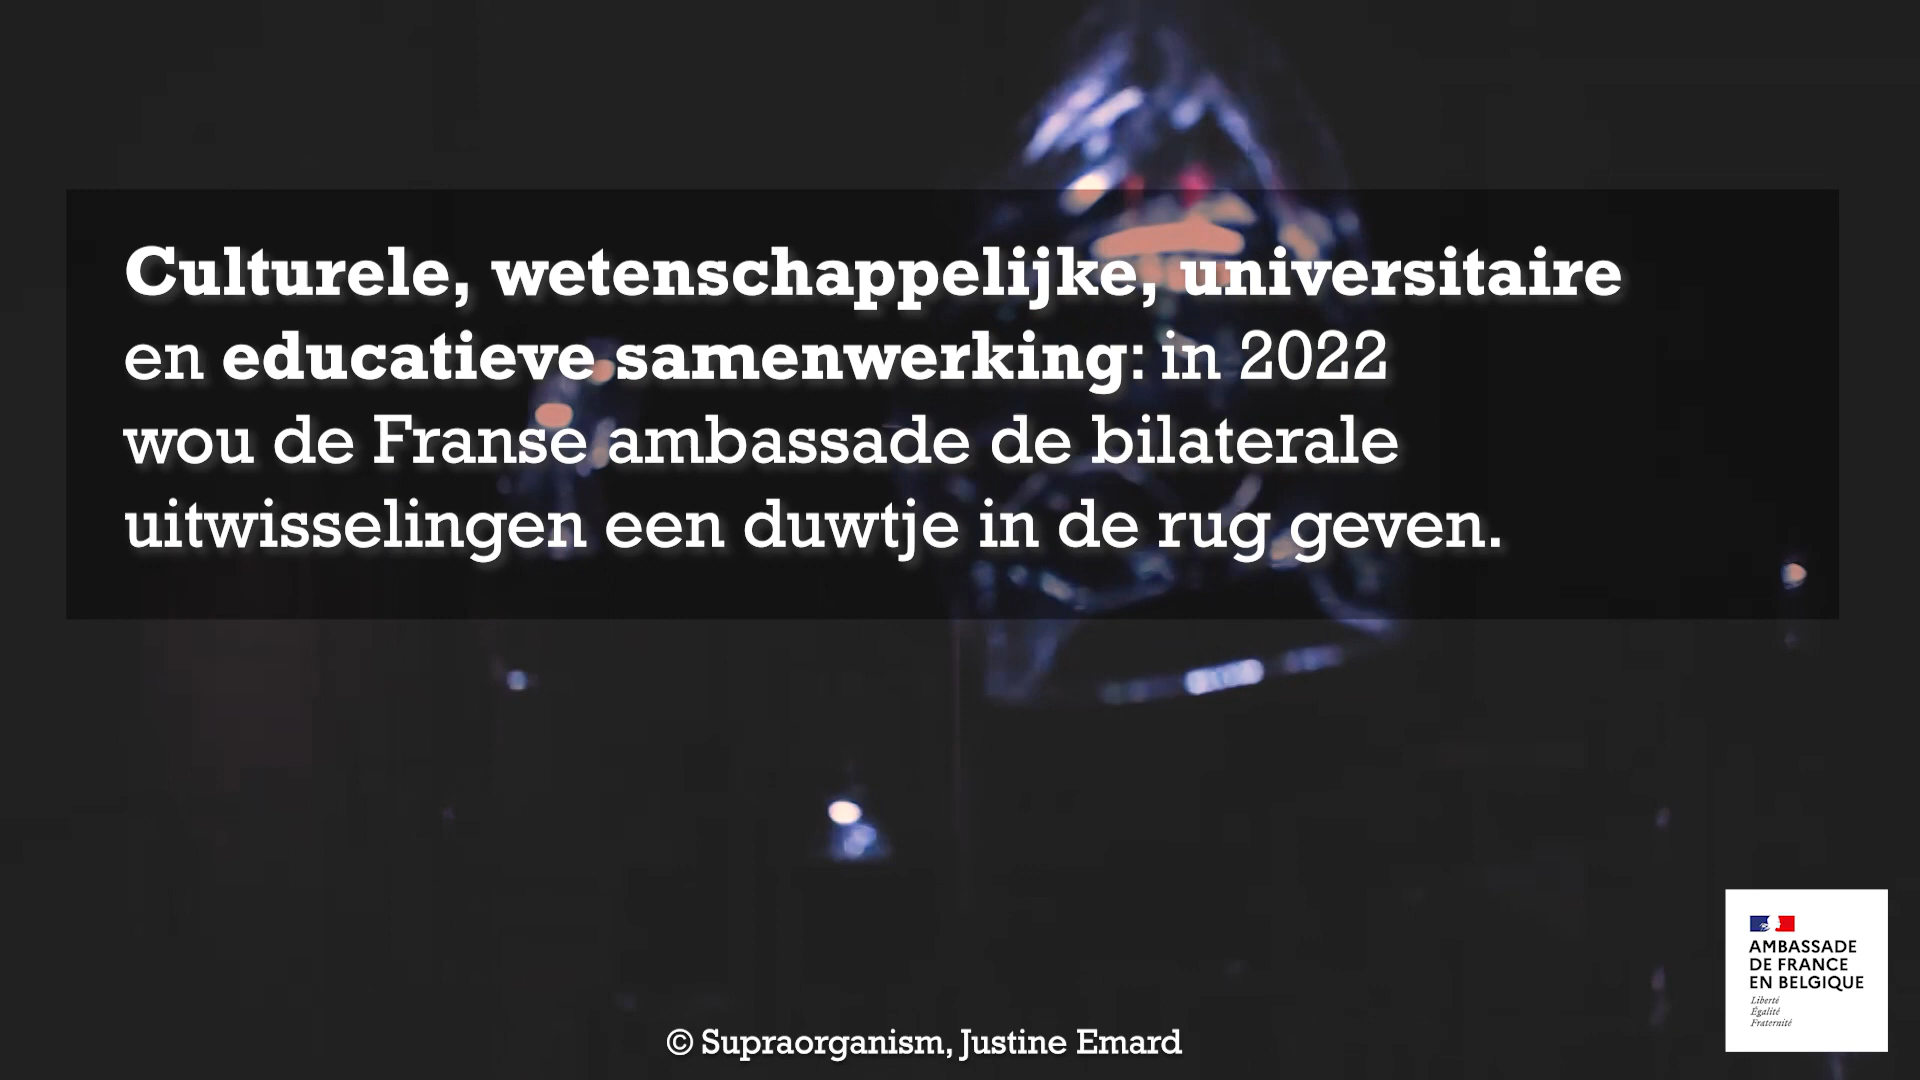 Culturele, wetenschappelijke, universitaire
en educatieve samenwerking: in 2022
wou de Franse ambassade de bilaterale
uitwisselingen een duwtje in de rug geven.
AMBASSADE
DE FRANCE
EN BELGIQUE
Liberté
Égalité
Fraternité
© Supraorganism, Justine Emard